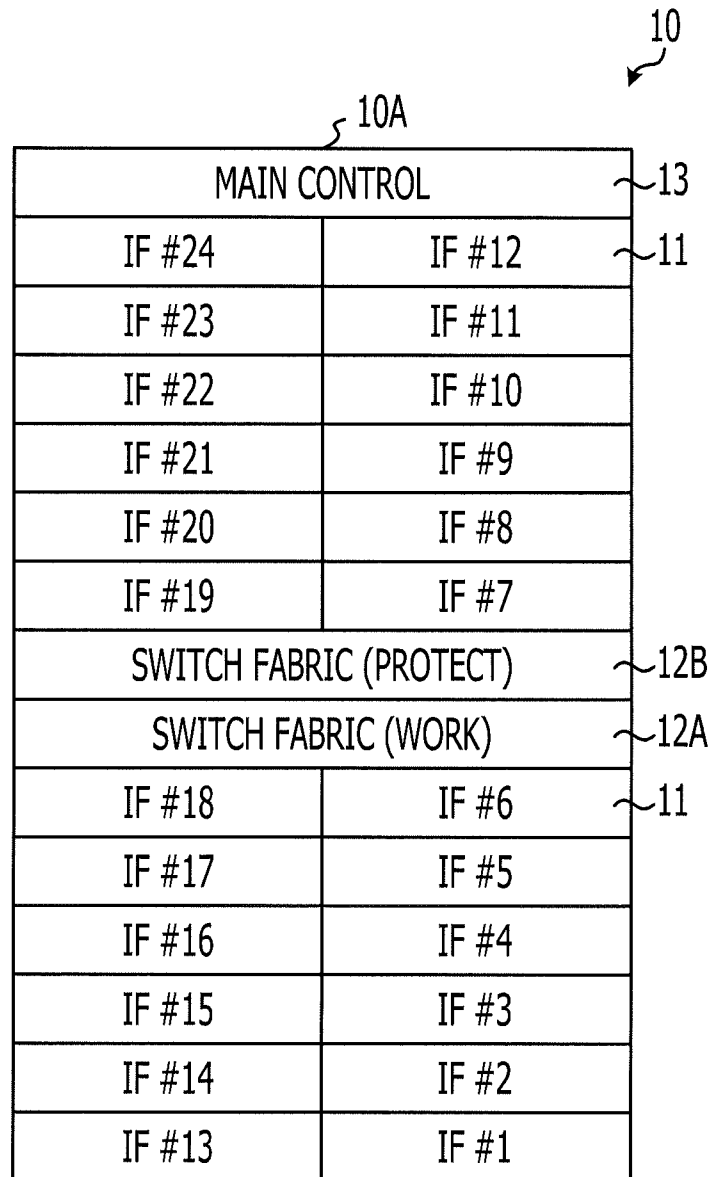 10
10A
MAIN CONTROL 13
IF #24 IF #12 11
IF #23 IF #11
IF #22 IF #10
IF #21 IF #9
IF #20 IF #8
IF #19 IF #7
SWITCH FABRIC (PROTECT) 12B
SWITCH FABRIC (WORK) 12A
IF #18 IF #6 11
IF #17 IF #5
IF #16 IF #4
IF #15 IF #3
IF #14 IF #2
IF #13 IF #1